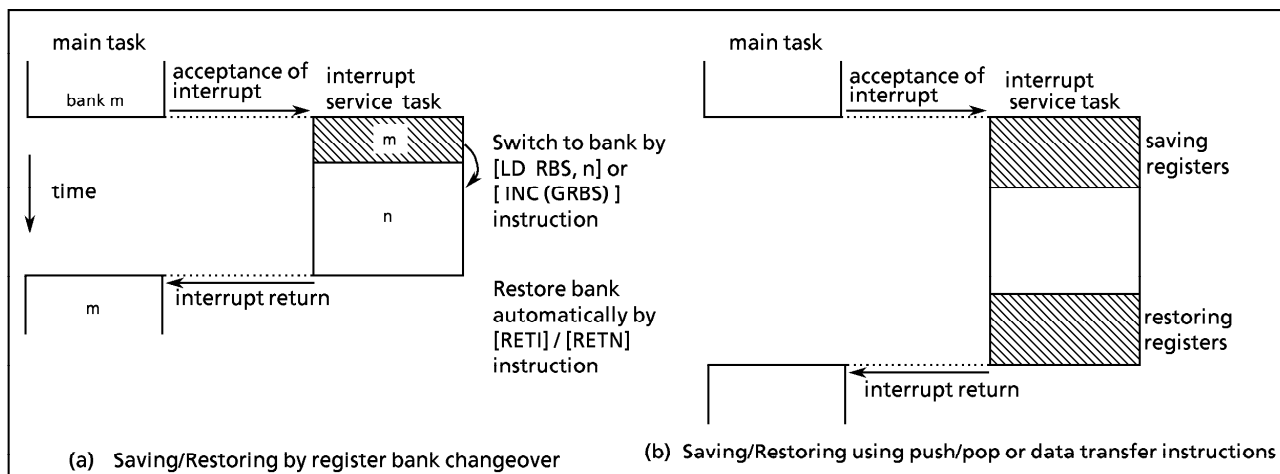 main task
bank m
acceptance of
interrupt
interrupt
service task
m
n
Switch to bank by
[LD RBS, n] or
[ INC (GRBS) ]
instruction
time
interrupt return
m
Restore bank
automatically by
[RETI] / [RETN]
instruction
(a) Saving/Restoring by register bank changeover
main task
acceptance of
interrupt
interrupt
service task
saving
registers
restoring
registers
interrupt return
(b) Saving/Restoring using push/pop or data transfer instructions